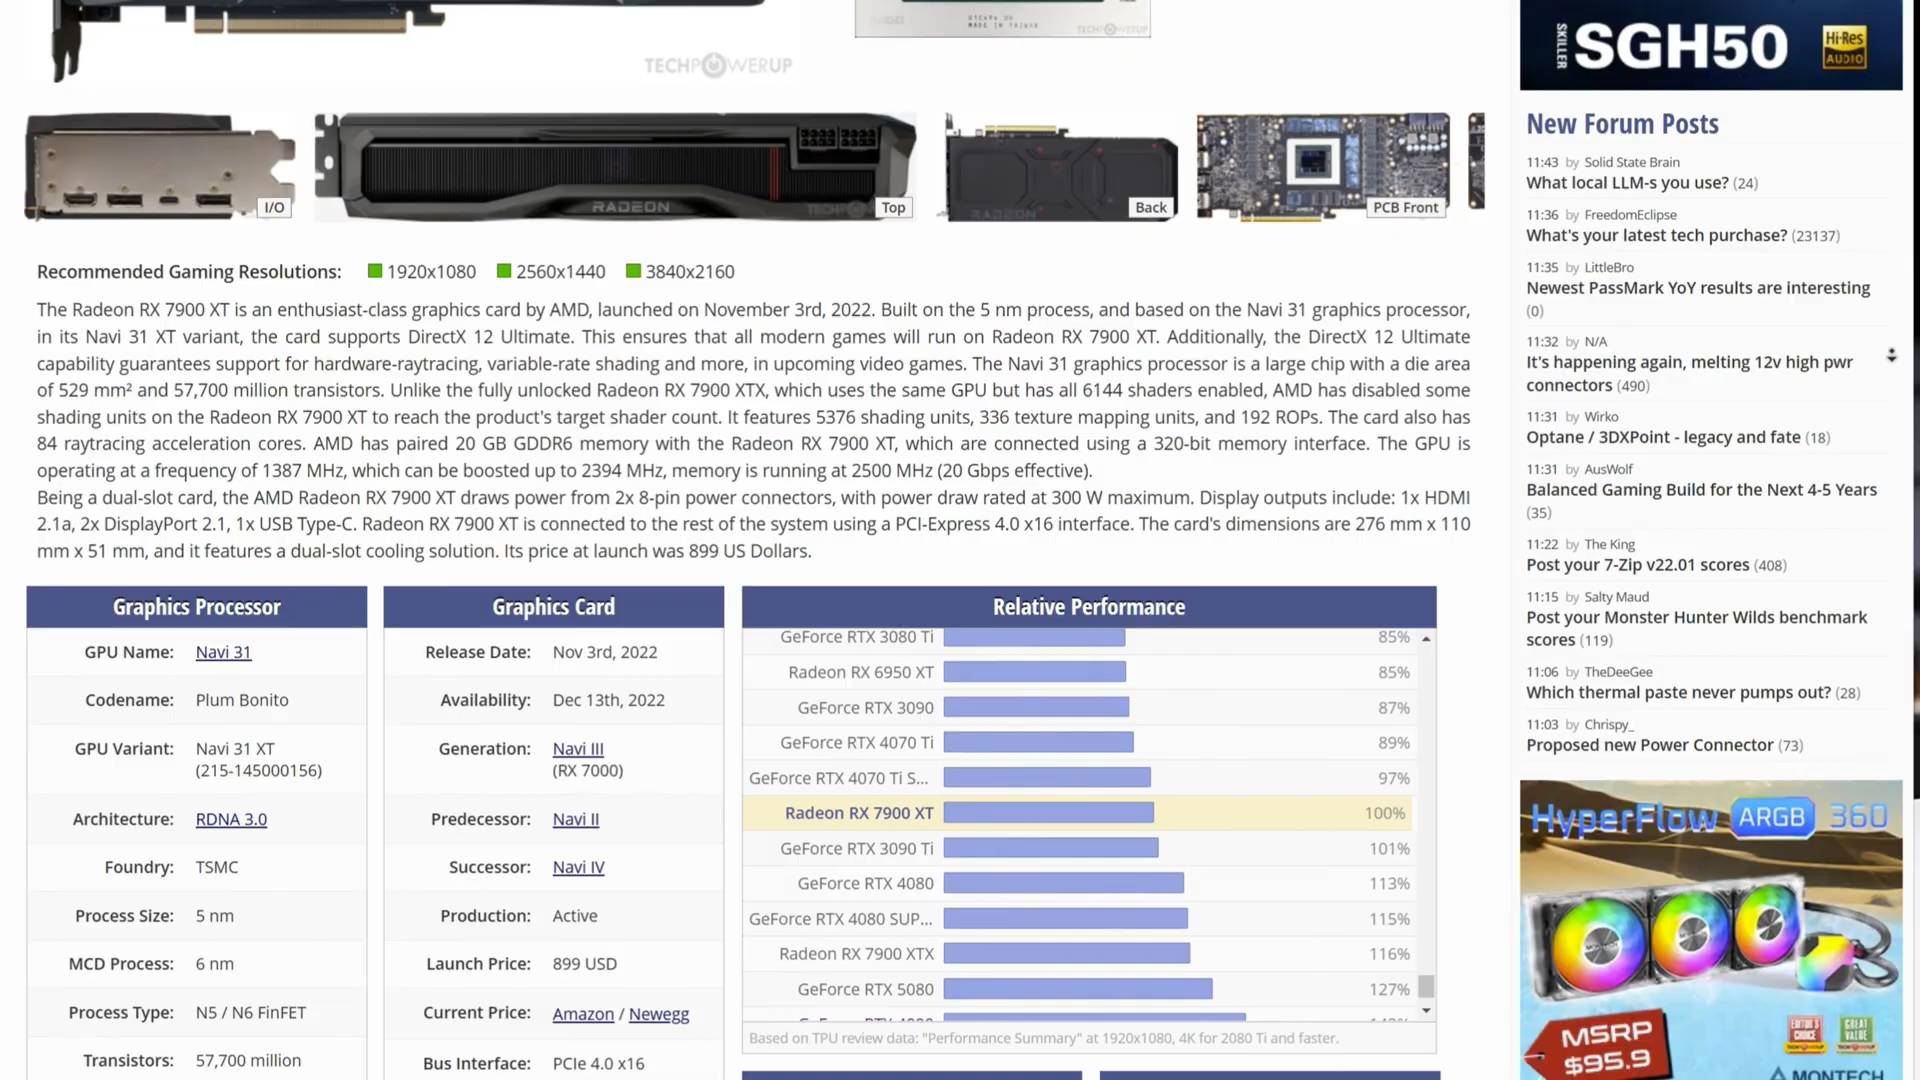 MADE IN TAIWAN
TECHPOWERUP
TECHPOWERUP
SKILLER
SGH50
Hi-Res
AUDIO
I/O
RADEON
Top
RADEON
Back
PCB Front
Recommended Gaming Resolutions:
1920x1080
2560x1440
3840x2160
The Radeon RX 7900 XT is an enthusiast-class graphics card by AMD, launched on November 3rd, 2022. Built on the 5 nm process, and based on the Navi 31 graphics processor,
in its Navi 31 XT variant, the card supports DirectX 12 Ultimate. This ensures that all modern games will run on Radeon RX 7900 XT. Additionally, the DirectX 12 Ultimate
capability guarantees support for hardware-raytracing, variable-rate shading and more, in upcoming video games. The Navi 31 graphics processor is a large chip with a die area
of 529 mm² and 57,700 million transistors. Unlike the fully unlocked Radeon RX 7900 XTX, which uses the same GPU but has all 6144 shaders enabled, AMD has disabled some
shading units on the Radeon RX 7900 XT to reach the product's target shader count. It features 5376 shading units, 336 texture mapping units, and 192 ROPs. The card also has
84 raytracing acceleration cores. AMD has paired 20 GB GDDR6 memory with the Radeon RX 7900 XT, which are connected using a 320-bit memory interface. The GPU is
operating at a frequency of 1387 MHz, which can be boosted up to 2394 MHz, memory is running at 2500 MHz (20 Gbps effective).
Being a dual-slot card, the AMD Radeon RX 7900 XT draws power from 2x 8-pin power connectors, with power draw rated at 300 W maximum. Display outputs include: 1x HDMI
2.1a, 2x DisplayPort 2.1, 1x USB Type-C. Radeon RX 7900 XT is connected to the rest of the system using a PCI-Express 4.0 x16 interface. The card's dimensions are 276 mm x 110
mm x 51 mm, and it features a dual-slot cooling solution. Its price at launch was 899 US Dollars.
Graphics Processor
GPU Name: Navi 31
Codename: Plum Bonito
GPU Variant: Navi 31 XT
(215-145000156)
Architecture: RDNA 3.0
Foundry: TSMC
Process Size: 5 nm
MCD Process: 6 nm
Process Type: N5 / N6 FinFET
Transistors: 57,700 million
Graphics Card
Release Date: Nov 3rd, 2022
Availability: Dec 13th, 2022
Generation: Navi III
(RX 7000)
Predecessor: Navi II
Successor: Navi IV
Production: Active
Launch Price: 899 USD
Current Price: Amazon / Newegg
Bus Interface: PCIe 4.0 x16
Relative Performance
GeForce RTX 3080 Ti 85%
Radeon RX 6950 XT 85%
GeForce RTX 3090 87%
GeForce RTX 4070 Ti 89%
GeForce RTX 4070 Ti S... 97%
Radeon RX 7900 XT 100%
GeForce RTX 3090 Ti 101%
GeForce RTX 4080 113%
GeForce RTX 4080 SUP... 115%
Radeon RX 7900 XTX 116%
GeForce RTX 5080 127%
Based on TPU review data: "Performance Summary" at 1920x1080, 4K for 2080 Ti and faster.
New Forum Posts
11:43 by Solid State Brain
What local LLM-s you use? (24)
11:36 by FreedomEclipse
What's your latest tech purchase? (23137)
11:35 by LittleBro
Newest PassMark YoY results are interesting
(0)
11:32 by N/A
It's happening again, melting 12v high pwr
connectors (490)
11:31 by Wirko
Optane / 3DXPoint - legacy and fate (18)
11:31 by AusWolf
Balanced Gaming Build for the Next 4-5 Years
(35)
11:22 by The King
Post your 7-Zip v22.01 scores (408)
11:15 by Salty Maud
Post your Monster Hunter Wilds benchmark
scores (119)
11:06 by TheDeeGee
Which thermal paste never pumps out? (28)
11:03 by Chrispy_
Proposed new Power Connector (73)
HyperFlow ARGB 360
MSRP
$95.9
EDITOR'S
CHOICE
GREAT
VALUE
MONTECH